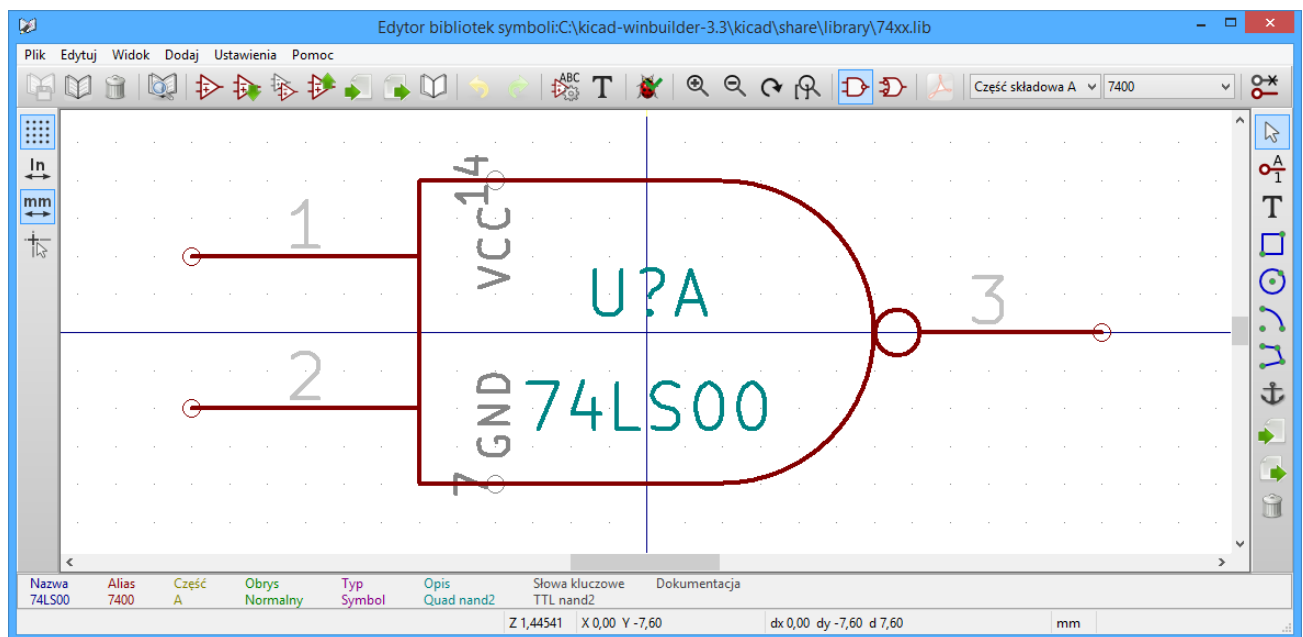 Edytor bibliotek symboli:C:\kicad-winbuilder-3.3\kicad\share\library\74xx.lib
Plik Edytuj Widok Dodaj Ustawienia Pomoc
ABC T Część składowa A 7400
In
mm
A
1
T
14
VCC
1
U?A
3
2
GND
74LS00
7
Nazwa Alias Część Obrys Typ Opis Słowa kluczowe Dokumentacja
74LS00 7400 A Normalny Symbol Quad nand2 TTL nand2
Z 1,44541 X 0,00 Y -7,60 dx 0,00 dy -7,60 d 7,60 mm